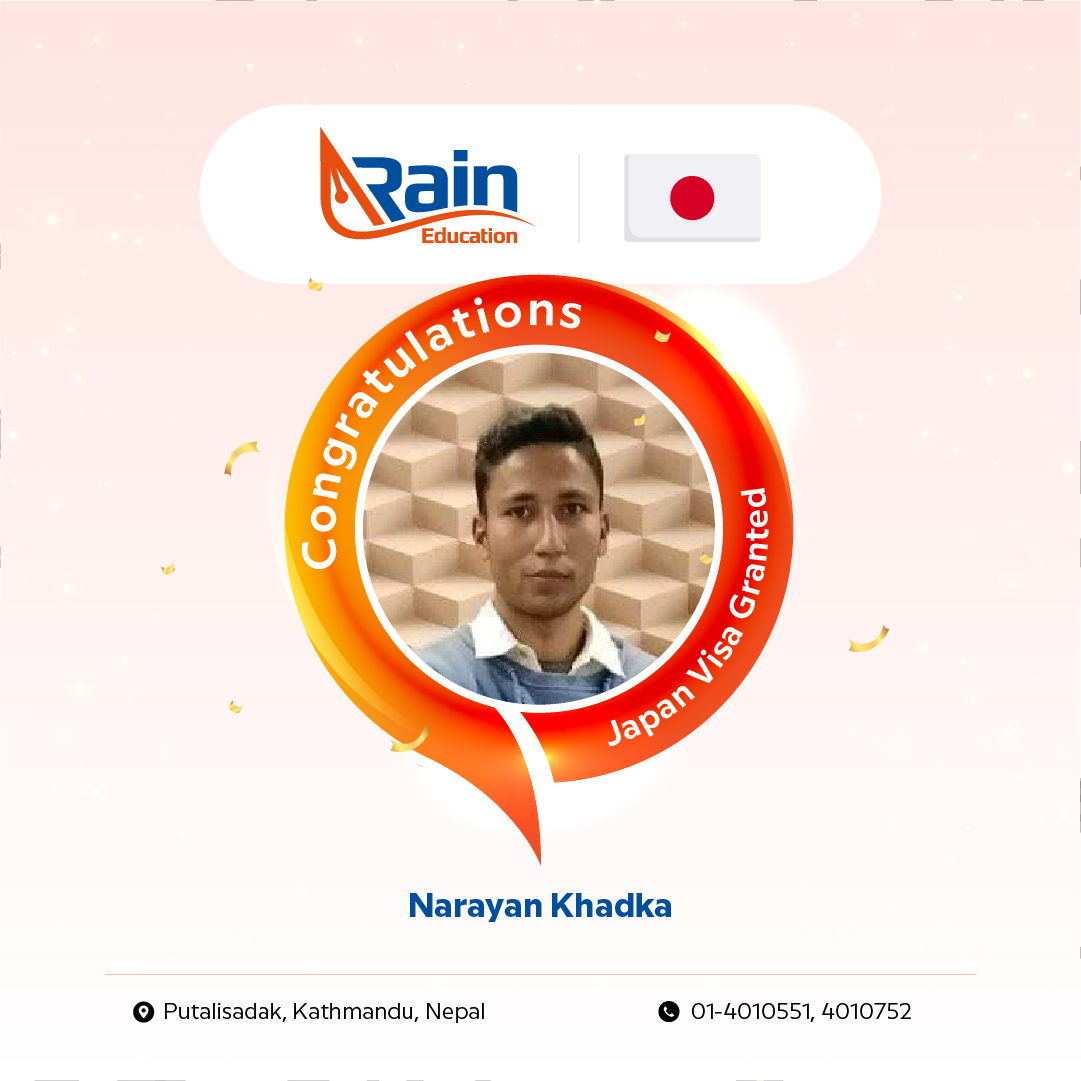 Rain
Education
Congratulations
Japan Visa Granted
Narayan Khadka
Putalisadak, Kathmandu, Nepal
01-4010551, 4010752